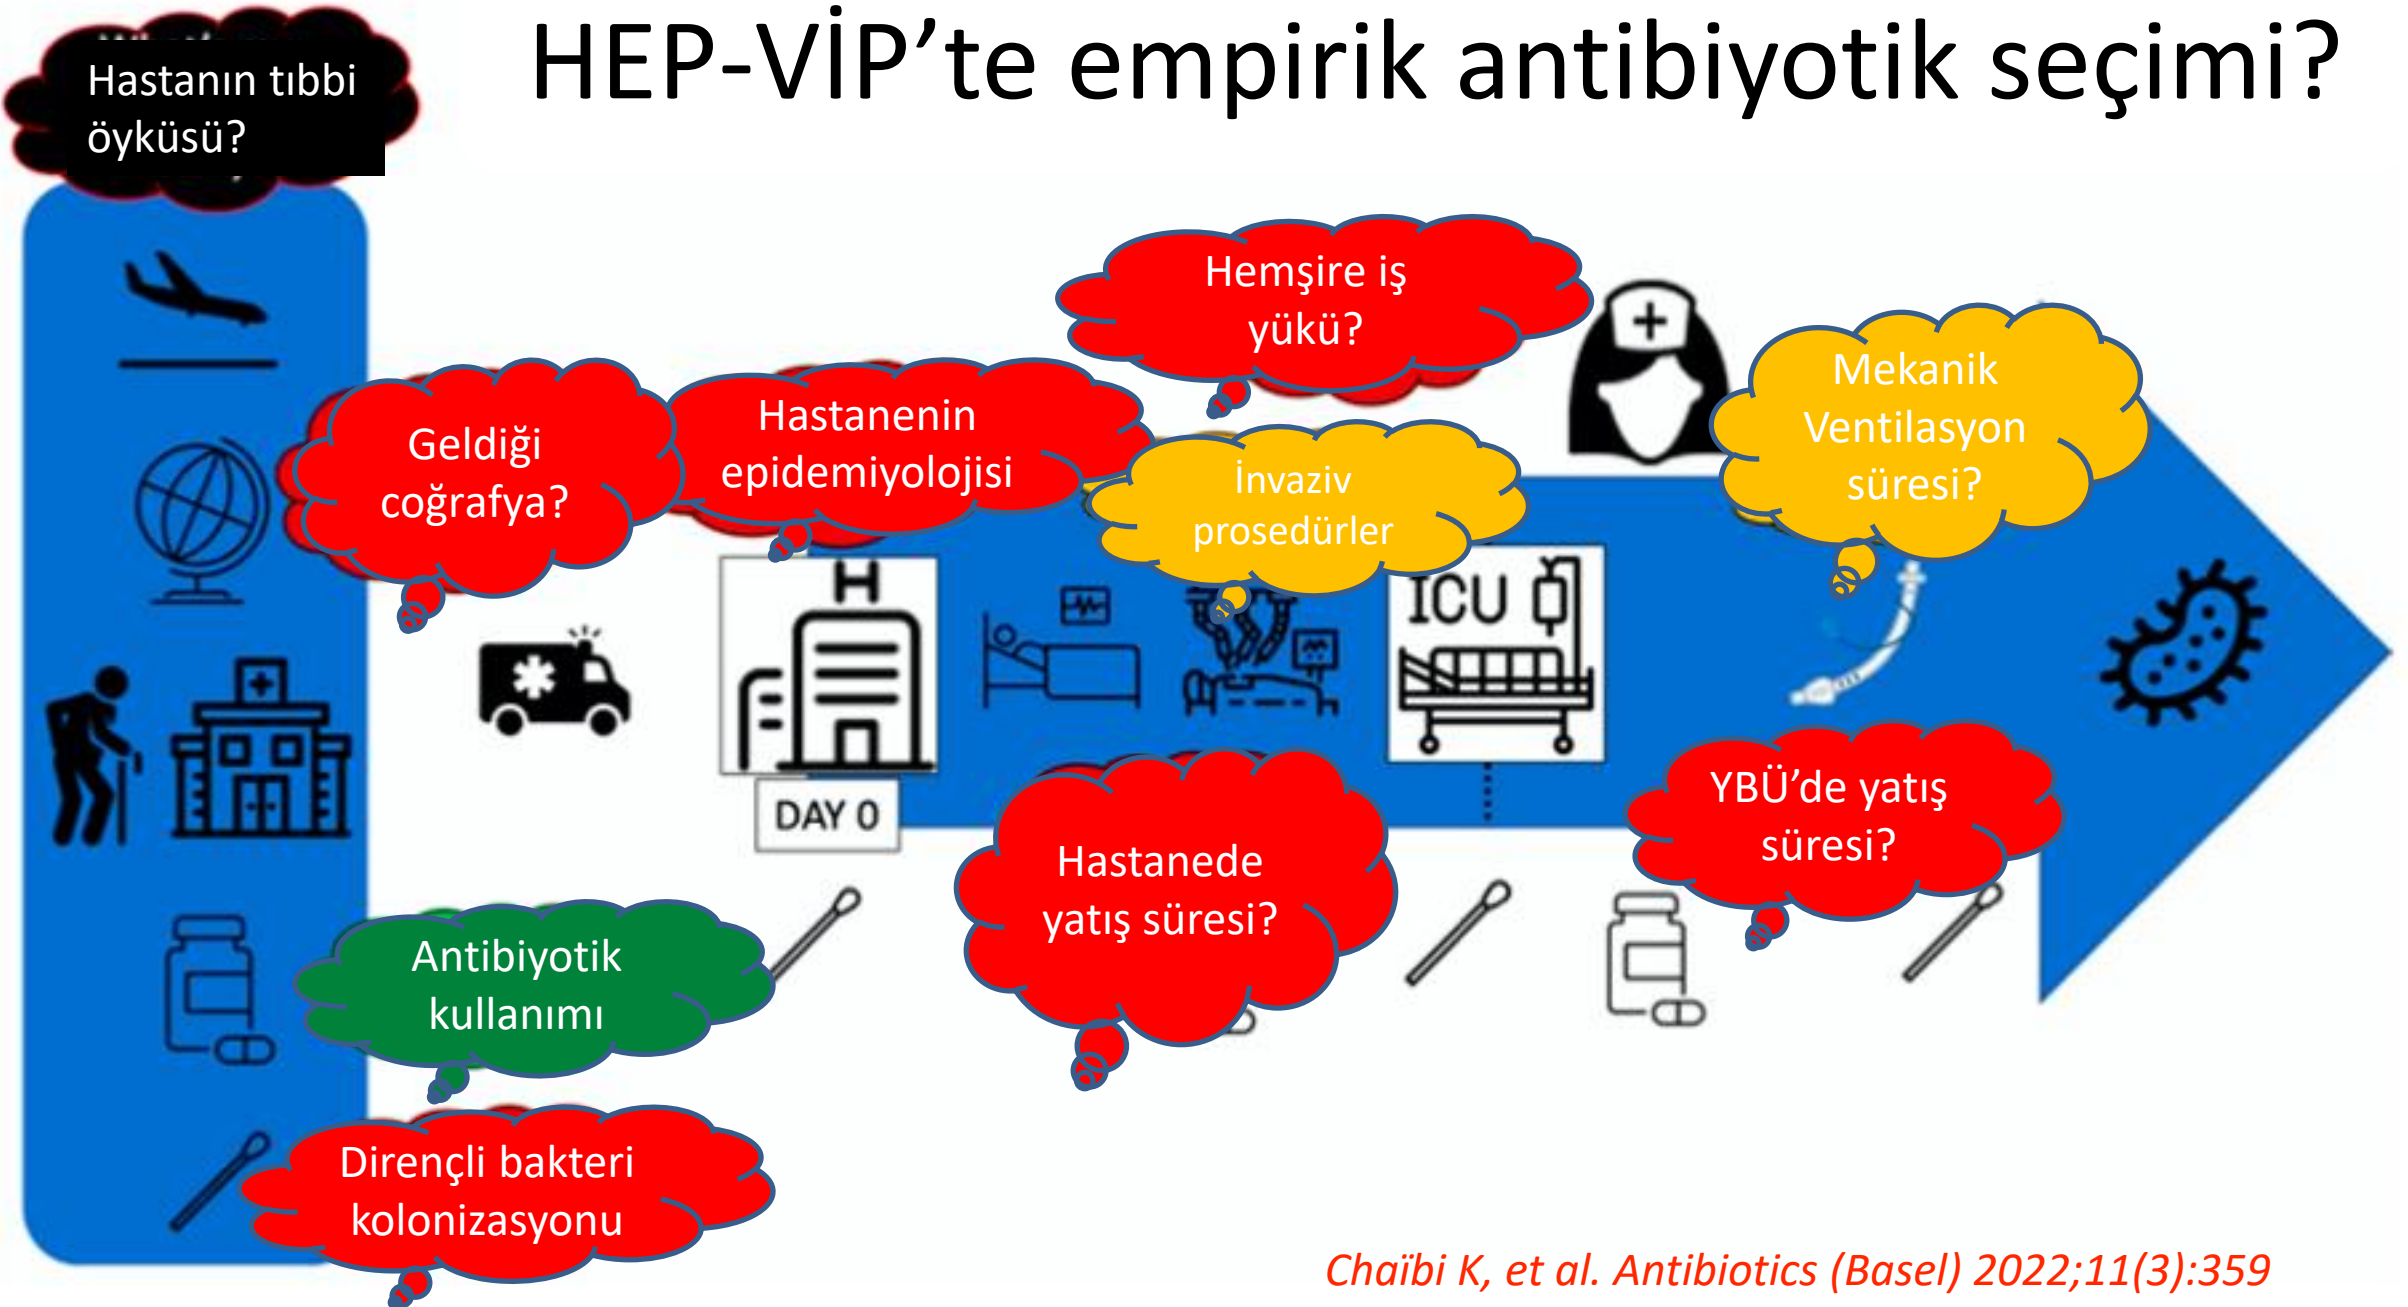 HEP-VİP’te empirik antibiyotik seçimi?
Hastanın tıbbi
öyküsü?
Hemşire iş
yükü?
Mekanik
Ventilasyon
süresi?
Geldiği
coğrafya?
Hastanenin
epidemiyolojisi
İnvaziv
prosedürler
H
ICU
DAY 0
YBÜ’de yatış
süresi?
Hastanede
yatış süresi?
Antibiyotik
kullanımı
Dirençli bakteri
kolonizasyonu
Chaïbi K, et al. Antibiotics (Basel) 2022;11(3):359